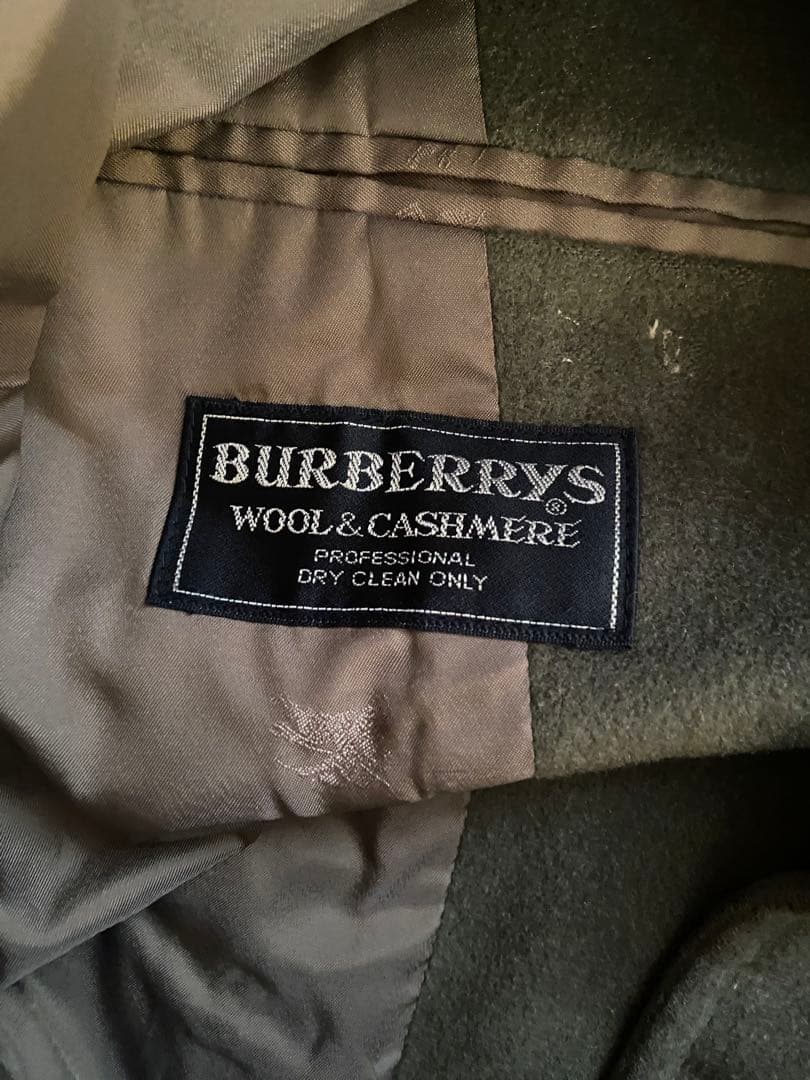 BURBERRYS®
WOOL & CASHMERE
PROFESSIONAL
DRY CLEAN ONLY